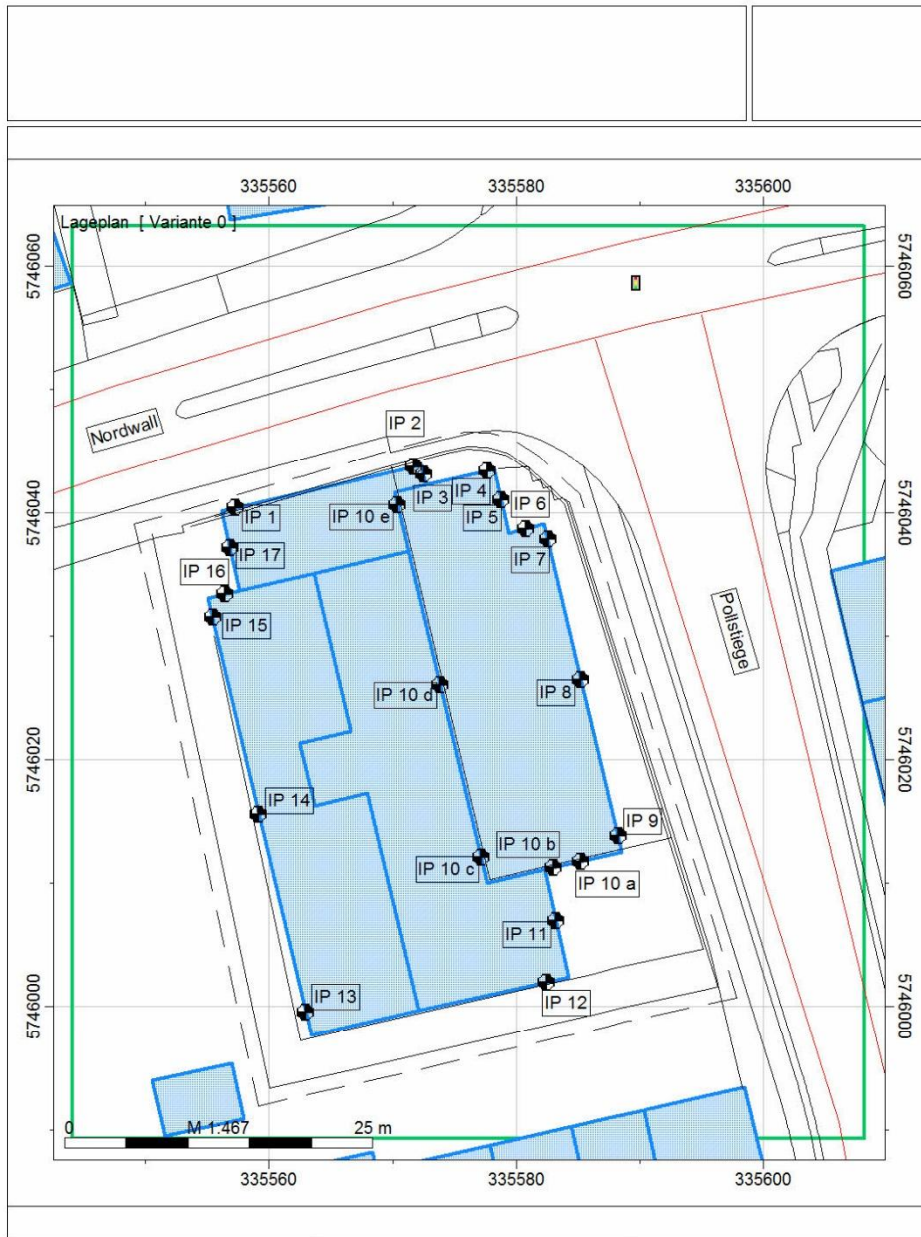 335560
335580
335600
Lageplan [ Variante 0 ]
5746060
5746060
Nordwall
IP 2
IP 3
IP 4
IP 1
IP 10 e
IP 5
IP 6
5746040
5746040
IP 17
IP 7
IP 16
IP 15
Pollstiege
IP 10 d
IP 8
5746020
5746020
IP 14
IP 9
IP 10 b
IP 10 c
IP 10 a
IP 11
IP 13
IP 12
5746000
5746000
0 M 1:467 25 m
335560
335580
335600